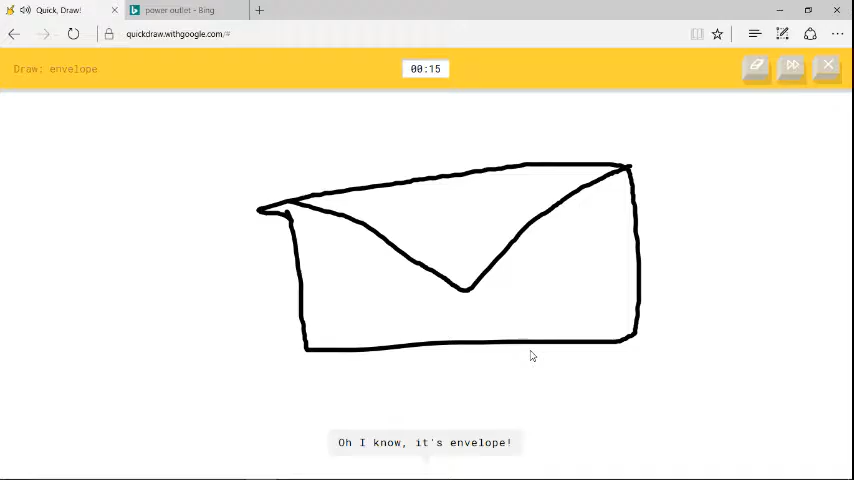 Quick, Draw!
power outlet - Bing
quickdraw.withgoogle.com/#
Draw: envelope
00:15
Oh I know, it's envelope!